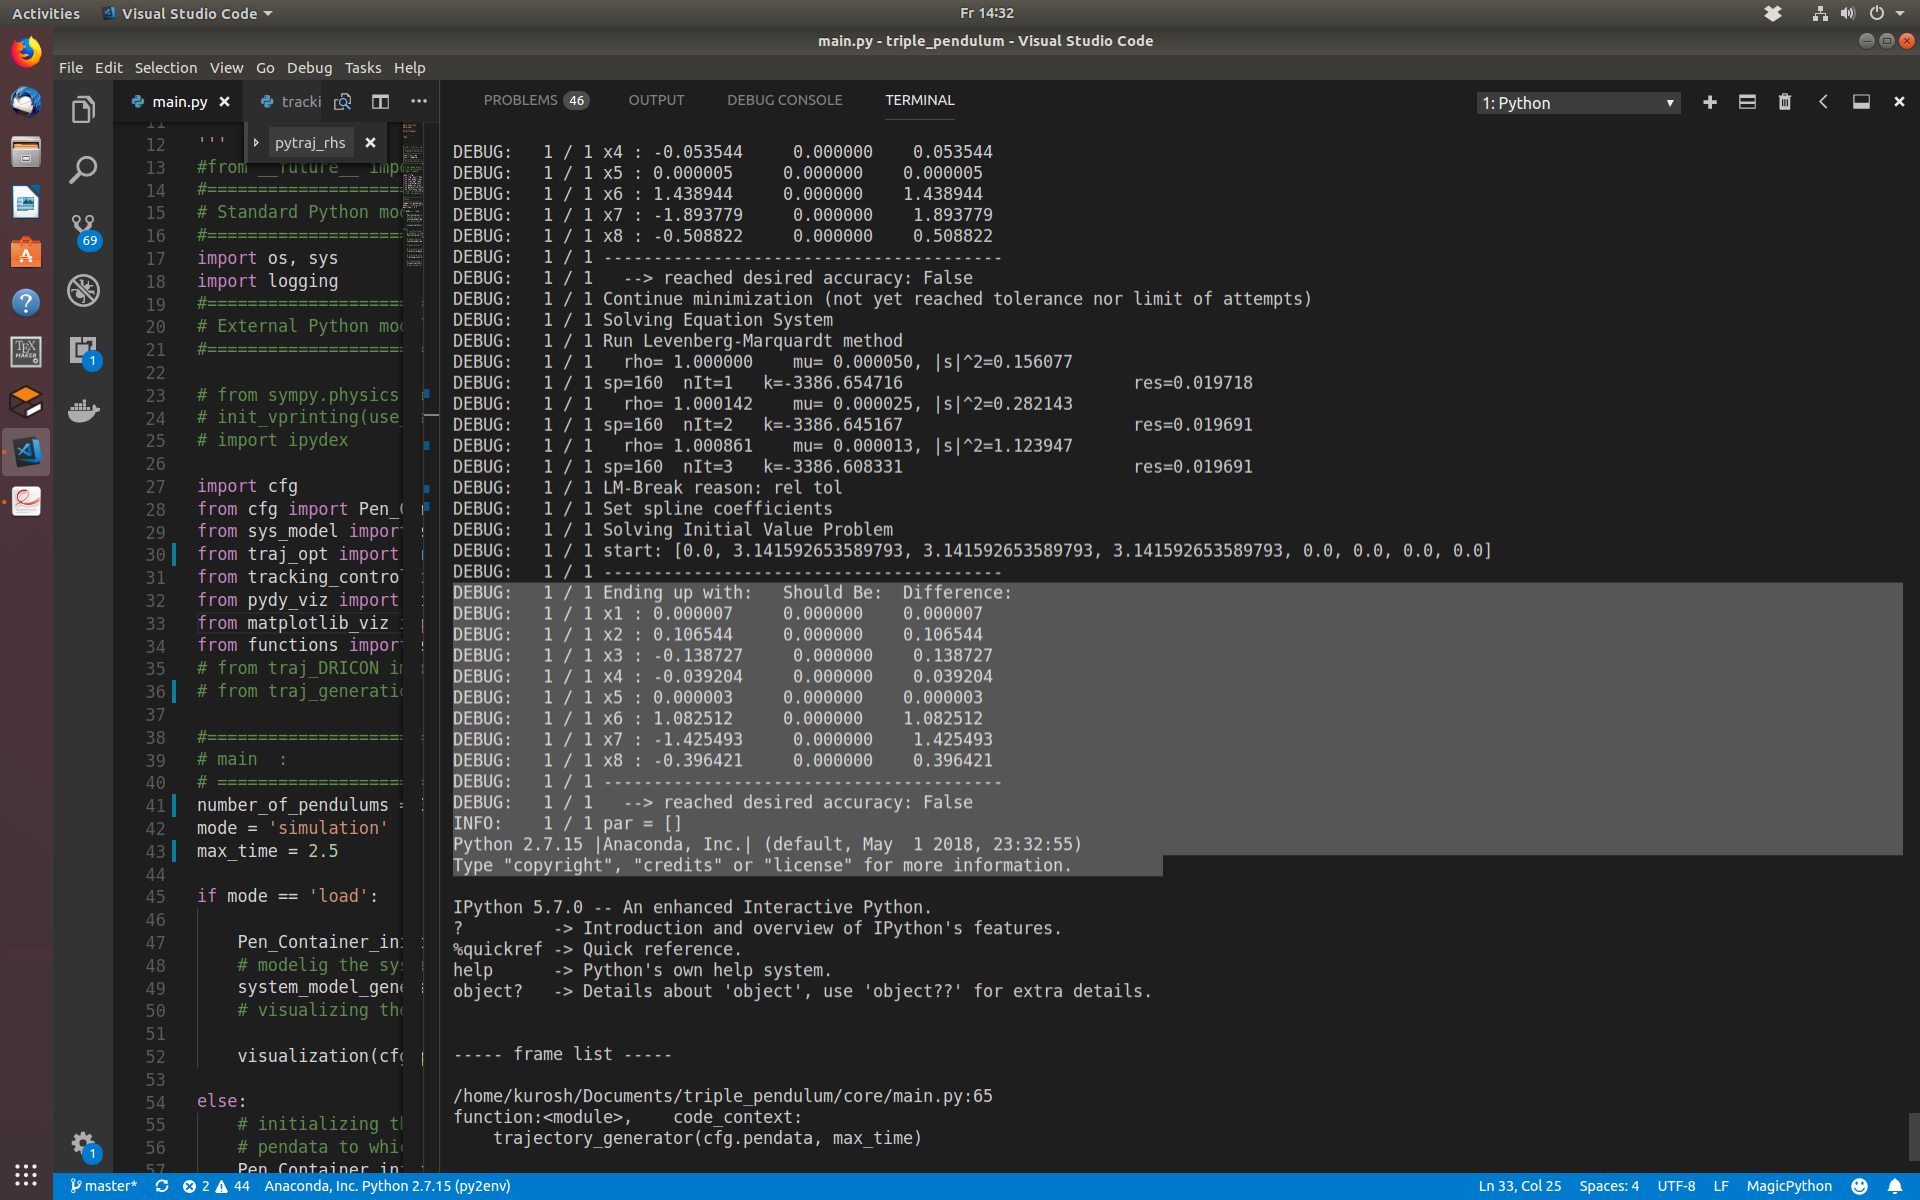 Activities Visual Studio Code Fr 14:32
main.py - triple_pendulum - Visual Studio Code
File Edit Selection View Go Debug Tasks Help
main.py tracki
pytraj_rhs
11
12 '''
13 #from __future__ impo
14 #====================
15 # Standard Python mod
16 #====================
17 import os, sys
18 import logging
19 #====================
20 # External Python mod
21 #====================
22
23 # from sympy.physics
24 # init_vprinting(use_
25 # import ipydex
26
27 import cfg
28 from cfg import Pen_C
29 from sys_model import
30 from traj_opt import
31 from tracking_control
32 from pydy_viz import
33 from matplotlib_viz
34 from functions import
35 # from traj_DRICON im
36 # from traj_generatio
37
38 #====================
39 # main  :
40 # ====================
41 number_of_pendulums =
42 mode = 'simulation'
43 max_time = 2.5
44
45 if mode == 'load':
46
47     Pen_Container_ini
48     # modelig the sys
49     system_model_gene
50     # visualizing the
51
52     visualization(cfg.p
53
54 else:
55     # initializing th
56     # pendata to whic
57     Pen_Container_ini
69
1
1
PROBLEMS 46 OUTPUT DEBUG CONSOLE TERMINAL 1: Python
DEBUG:   1 / 1 x4 : -0.053544     0.000000    0.053544
DEBUG:   1 / 1 x5 : 0.000005     0.000000    0.000005
DEBUG:   1 / 1 x6 : 1.438944     0.000000    1.438944
DEBUG:   1 / 1 x7 : -1.893779     0.000000    1.893779
DEBUG:   1 / 1 x8 : -0.508822     0.000000    0.508822
DEBUG:   1 / 1 ----------------------------------------
DEBUG:   1 / 1   --> reached desired accuracy: False
DEBUG:   1 / 1 Continue minimization (not yet reached tolerance nor limit of attempts)
DEBUG:   1 / 1 Solving Equation System
DEBUG:   1 / 1 Run Levenberg-Marquardt method
DEBUG:   1 / 1   rho= 1.000000    mu= 0.000050, |s|^2=0.156077
DEBUG:   1 / 1 sp=160  nIt=1   k=-3386.654716                       res=0.019718
DEBUG:   1 / 1   rho= 1.000142    mu= 0.000025, |s|^2=0.282143
DEBUG:   1 / 1 sp=160  nIt=2   k=-3386.645167                       res=0.019691
DEBUG:   1 / 1   rho= 1.000861    mu= 0.000013, |s|^2=1.123947
DEBUG:   1 / 1 sp=160  nIt=3   k=-3386.608331                       res=0.019691
DEBUG:   1 / 1 LM-Break reason: rel tol
DEBUG:   1 / 1 Set spline coefficients
DEBUG:   1 / 1 Solving Initial Value Problem
DEBUG:   1 / 1 start: [0.0, 3.141592653589793, 3.141592653589793, 3.141592653589793, 0.0, 0.0, 0.0, 0.0]
DEBUG:   1 / 1 ----------------------------------------
DEBUG:   1 / 1 Ending up with:   Should Be:  Difference:
DEBUG:   1 / 1 x1 : 0.000007     0.000000    0.000007
DEBUG:   1 / 1 x2 : 0.106544     0.000000    0.106544
DEBUG:   1 / 1 x3 : -0.138727     0.000000    0.138727
DEBUG:   1 / 1 x4 : -0.039204     0.000000    0.039204
DEBUG:   1 / 1 x5 : 0.000003     0.000000    0.000003
DEBUG:   1 / 1 x6 : 1.082512     0.000000    1.082512
DEBUG:   1 / 1 x7 : -1.425493     0.000000    1.425493
DEBUG:   1 / 1 x8 : -0.396421     0.000000    0.396421
DEBUG:   1 / 1 ----------------------------------------
DEBUG:   1 / 1   --> reached desired accuracy: False
INFO:    1 / 1 par = []
Python 2.7.15 |Anaconda, Inc.| (default, May  1 2018, 23:32:55)
Type "copyright", "credits" or "license" for more information.
IPython 5.7.0 -- An enhanced Interactive Python.
?         -> Introduction and overview of IPython's features.
%quickref -> Quick reference.
help      -> Python's own help system.
object?   -> Details about 'object', use 'object??' for extra details.
----- frame list -----
/home/kurosh/Documents/triple_pendulum/core/main.py:65
function:<module>,    code_context:
    trajectory_generator(cfg.pendata, max_time)
master* 2 44 Anaconda, Inc. Python 2.7.15 (py2env) Ln 33, Col 25 Spaces: 4 UTF-8 LF MagicPython